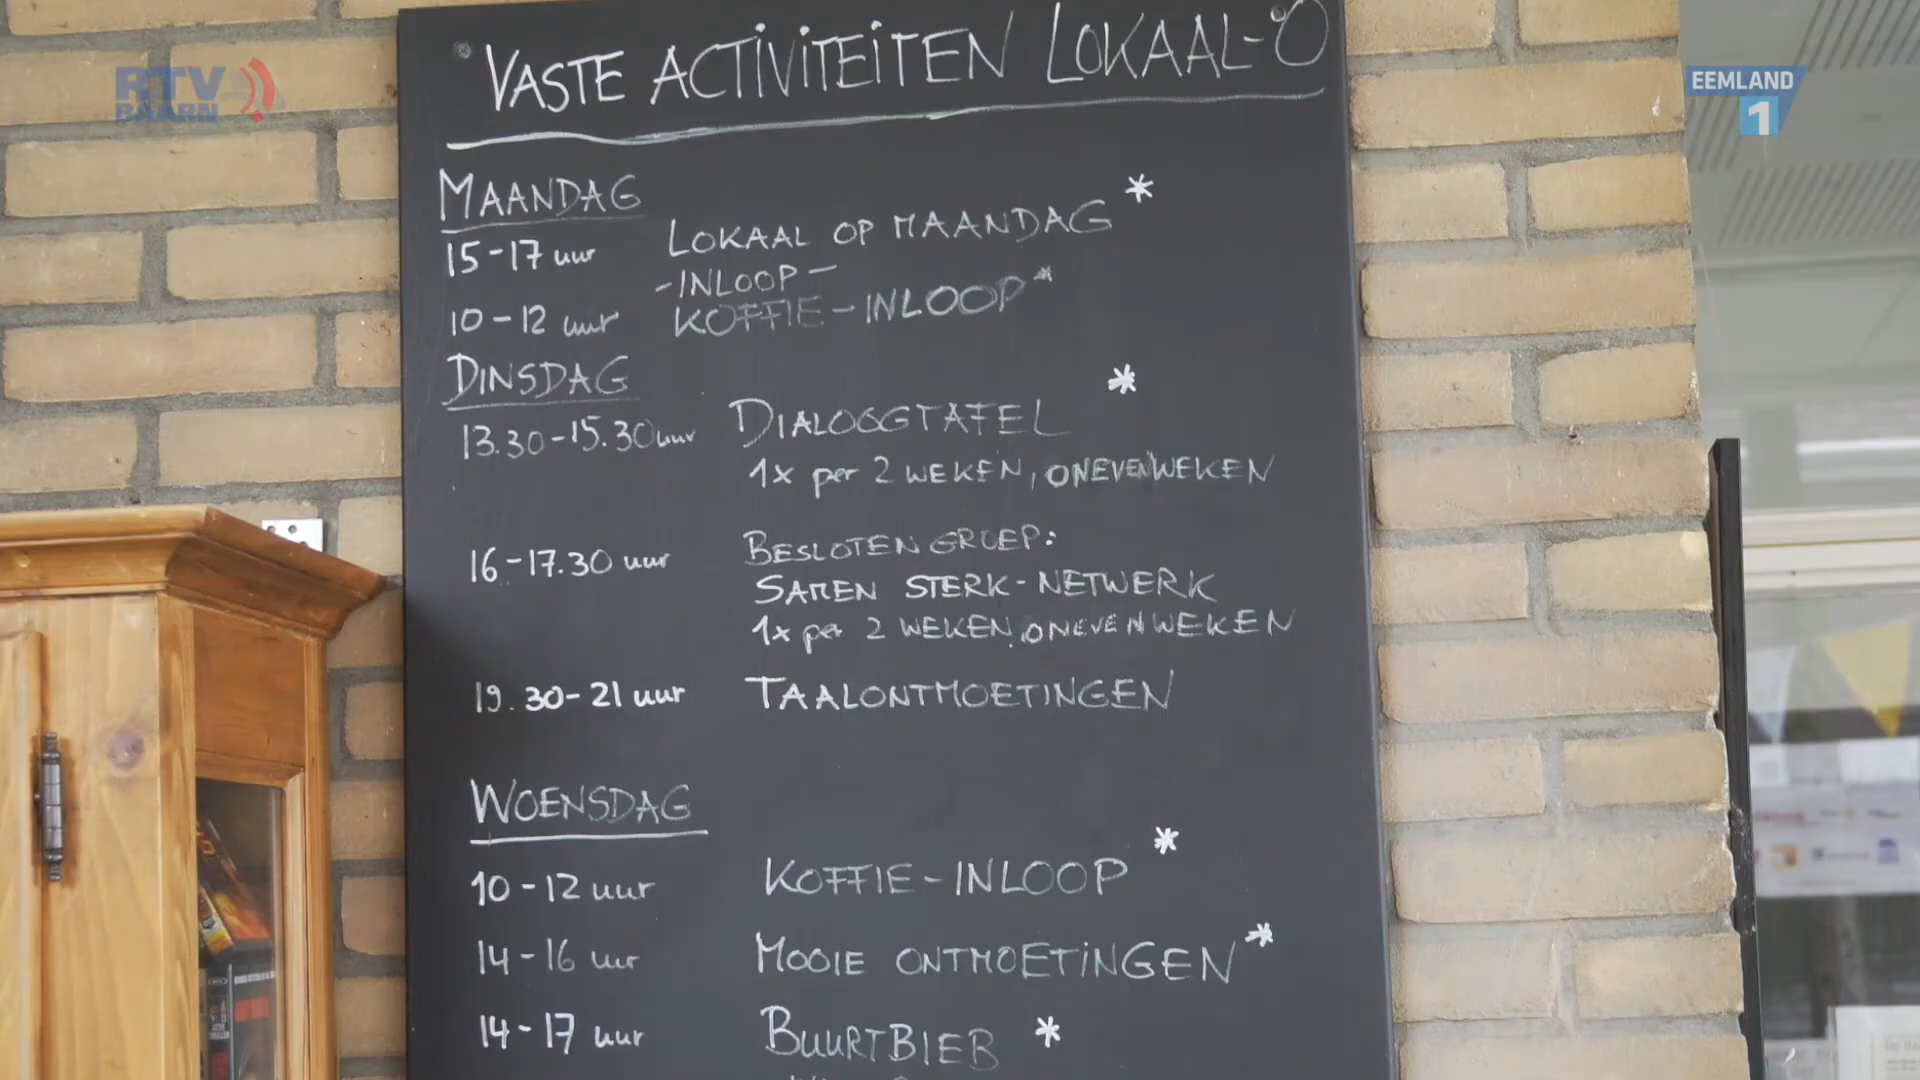 RTV
BAARN
EEMLAND
1
VASTE ACTIVITEITEN LOKAAL-Ö
MAANDAG
15-17 uur LOKAAL OP MAANDAG *
-INLOOP-
10-12 uur KOFFIE-INLOOP *
DINSDAG
13.30-15.30 uur DIALOOGTAFEL *
1x per 2 WEKEN, ONEVEN WEKEN
16-17.30 uur BESLOTEN GROEP:
SAMEN STERK-NETWERK
1x per 2 WEKEN, ONEVEN WEKEN
19.30-21 uur TAALONTMOETINGEN
WOENSDAG
10-12 uur KOFFIE-INLOOP *
14-16 uur MOOIE ONTMOETINGEN *
14-17 uur BUURTBIEB *